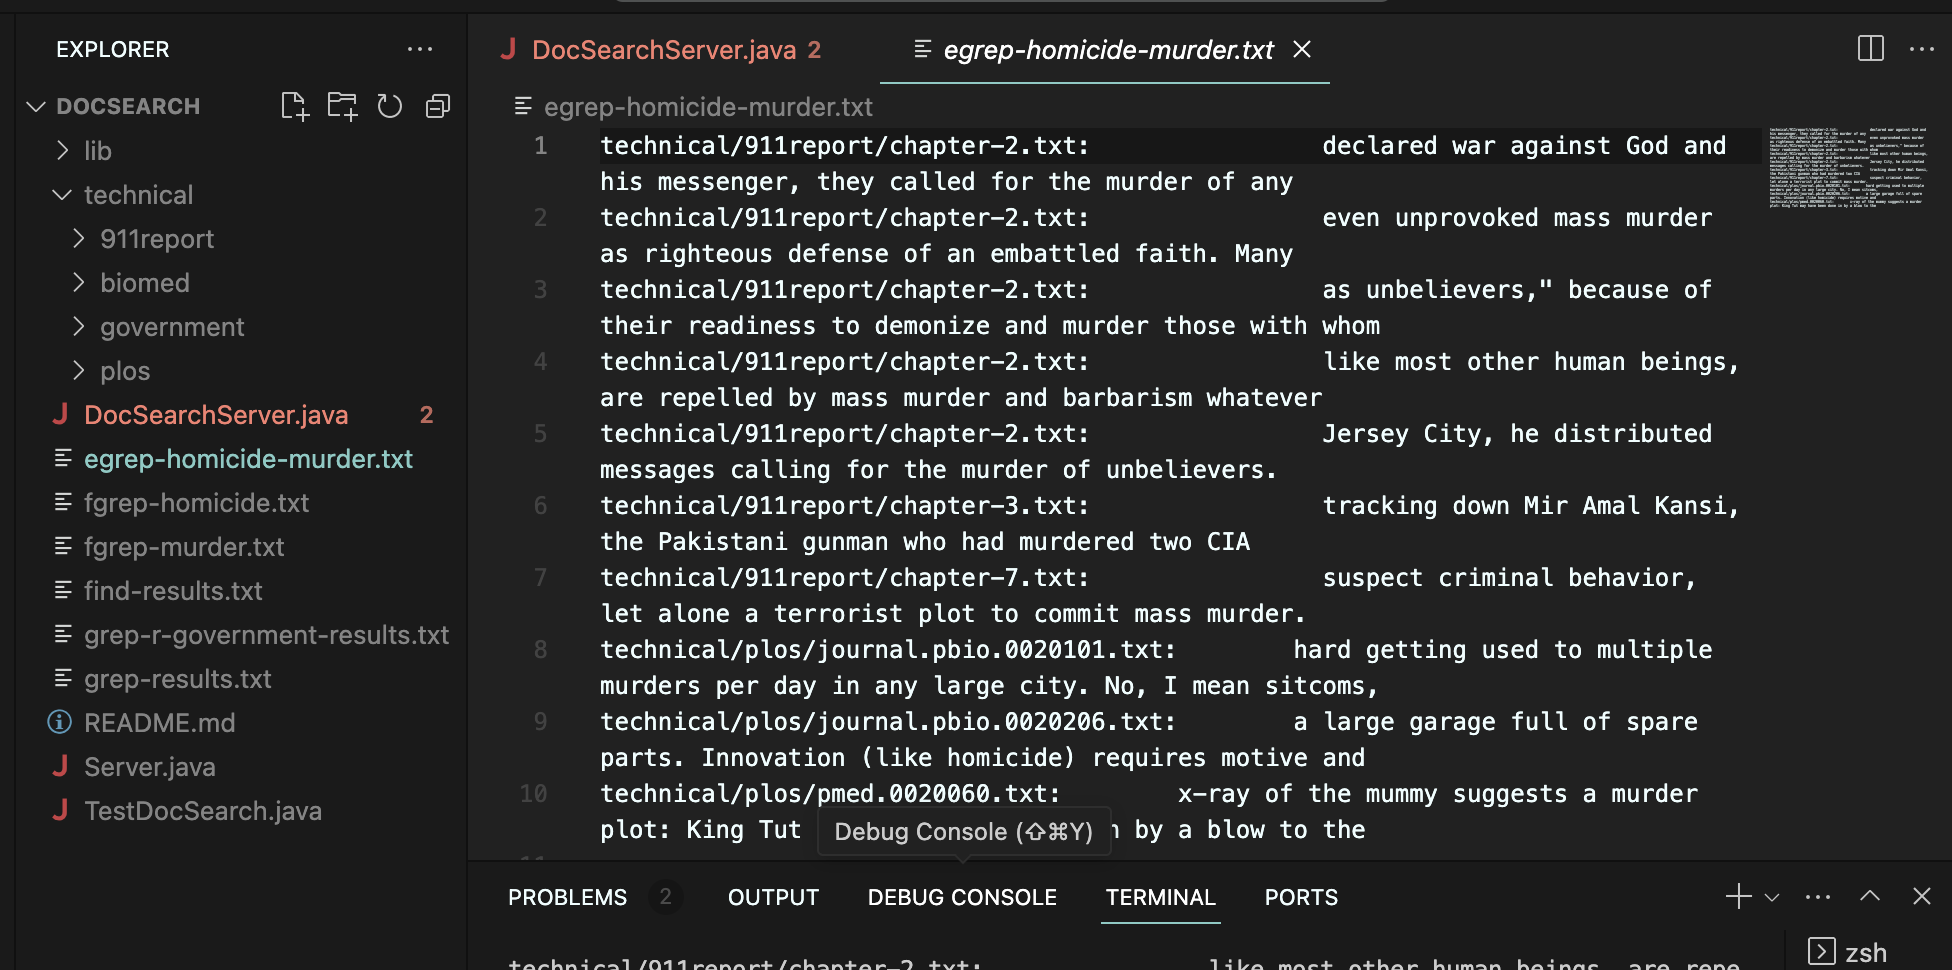 EXPLORER
DOCSEARCH
lib
technical
911report
biomed
government
plos
DocSearchServer.java 2
egrep-homicide-murder.txt
fgrep-homicide.txt
fgrep-murder.txt
find-results.txt
grep-r-government-results.txt
grep-results.txt
README.md
Server.java
TestDocSearch.java
DocSearchServer.java 2
egrep-homicide-murder.txt
egrep-homicide-murder.txt
1 technical/911report/chapter-2.txt: declared war against God and
his messenger, they called for the murder of any
2 technical/911report/chapter-2.txt: even unprovoked mass murder
as righteous defense of an embattled faith. Many
3 technical/911report/chapter-2.txt: as unbelievers," because of
their readiness to demonize and murder those with whom
4 technical/911report/chapter-2.txt: like most other human beings,
are repelled by mass murder and barbarism whatever
5 technical/911report/chapter-2.txt: Jersey City, he distributed
messages calling for the murder of unbelievers.
6 technical/911report/chapter-3.txt: tracking down Mir Amal Kansi,
the Pakistani gunman who had murdered two CIA
7 technical/911report/chapter-7.txt: suspect criminal behavior,
let alone a terrorist plot to commit mass murder.
8 technical/plos/journal.pbio.0020101.txt: hard getting used to multiple
murders per day in any large city. No, I mean sitcoms,
9 technical/plos/journal.pbio.0020206.txt: a large garage full of spare
parts. Innovation (like homicide) requires motive and
10 technical/plos/pmed.0020060.txt: x-ray of the mummy suggests a murder
plot: King Tut by a blow to the
Debug Console (⇧⌘Y)
PROBLEMS 2 OUTPUT DEBUG CONSOLE TERMINAL PORTS
technical/911report/chapter-2.txt: like most other human beings, are repe
zsh